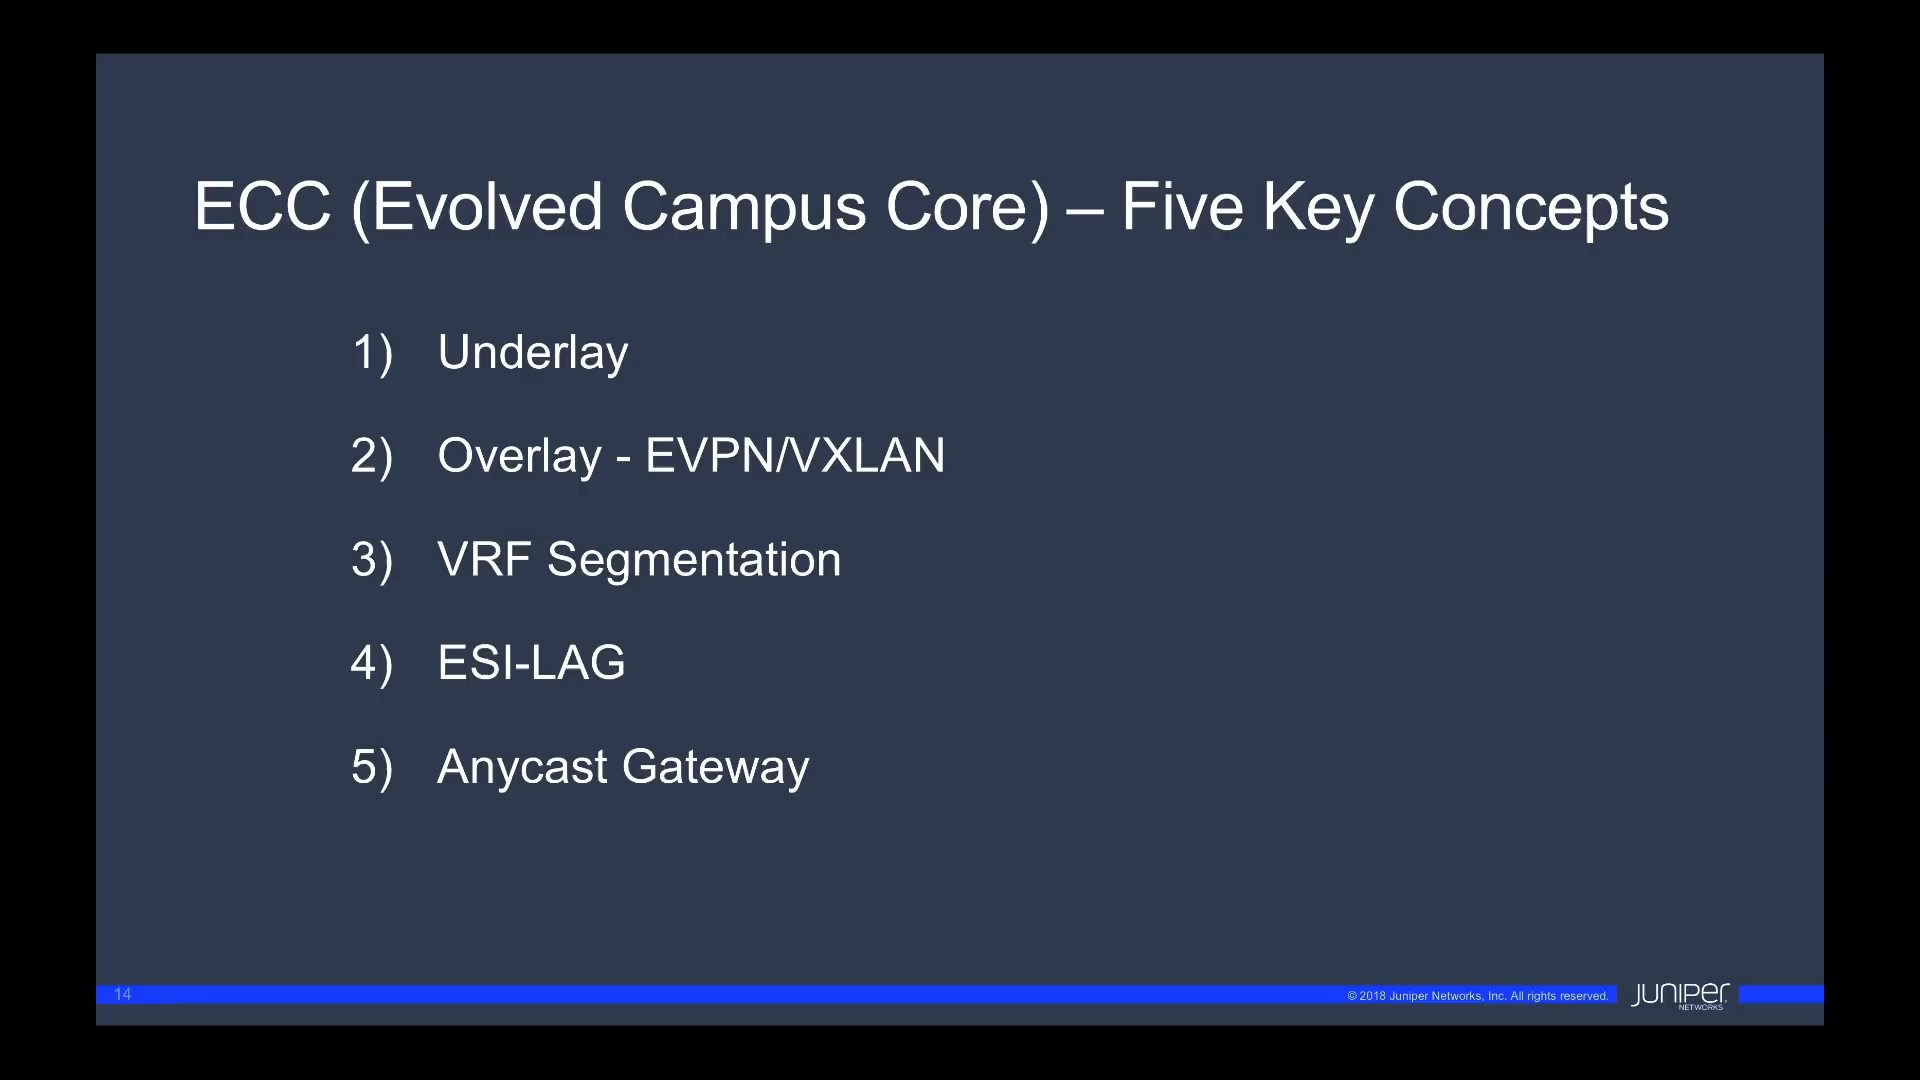 ECC (Evolved Campus Core) – Five Key Concepts
1) Underlay
2) Overlay - EVPN/VXLAN
3) VRF Segmentation
4) ESI-LAG
5) Anycast Gateway
14
© 2018 Juniper Networks, Inc. All rights reserved.
JUNIPER
NETWORKS